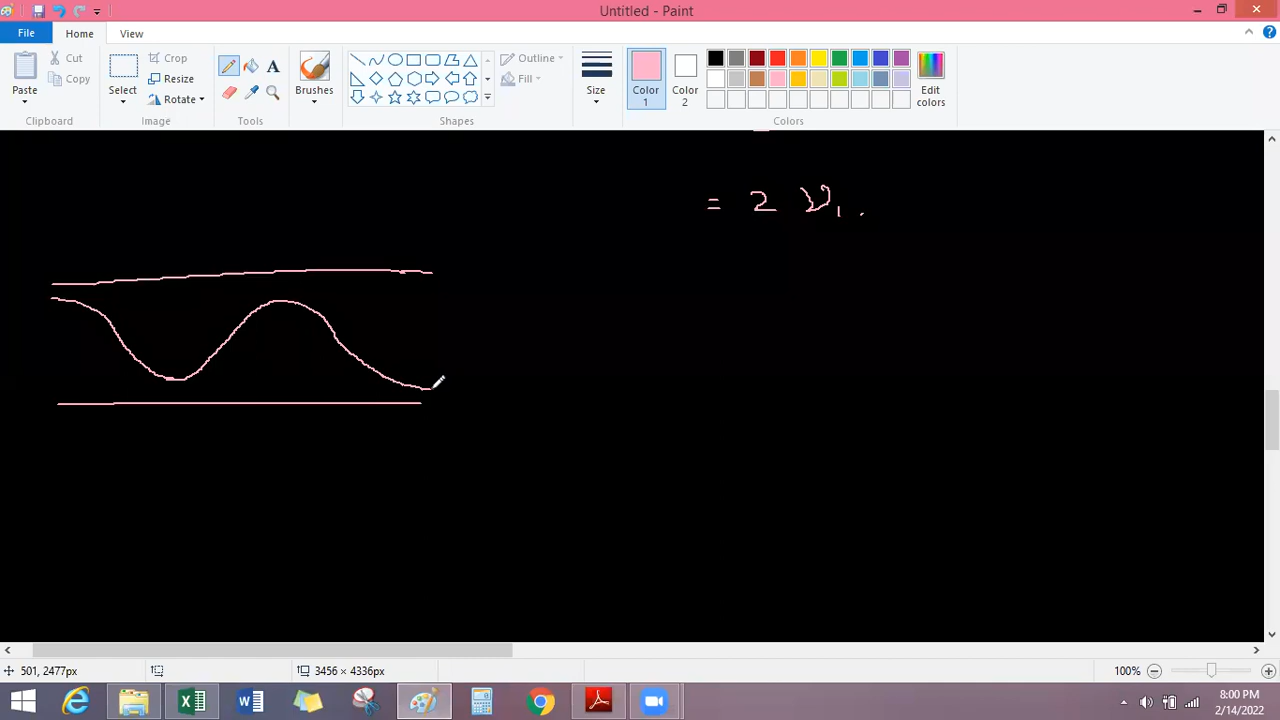 Untitled - Paint
File
Home
View
Paste
Cut
Copy
Clipboard
Select
Crop
Resize
Rotate
Image
A
Tools
Brushes
Outline
Fill
Shapes
Size
Color 1
Color 2
Edit colors
Colors
= 2 ν₁ .
501, 2477px
3456 × 4336px
100%
8:00 PM
2/14/2022